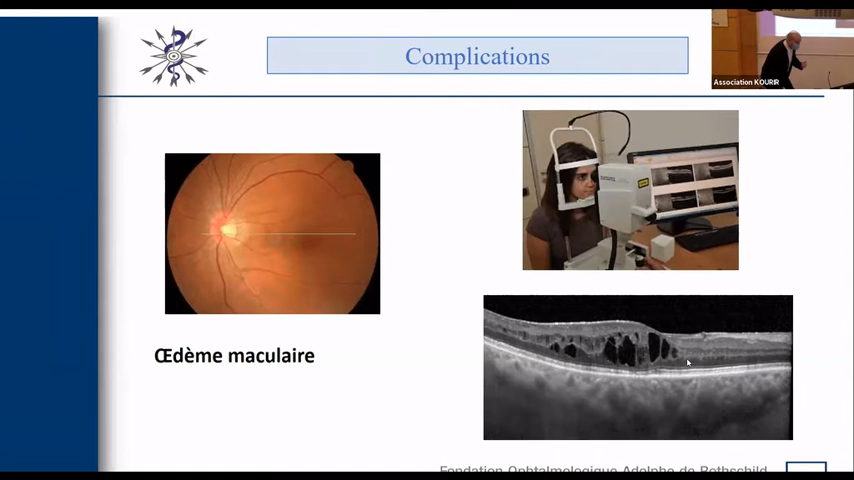 Complications
Association KOURIR
Œdème maculaire
Fondation Ophtalmologique Adolphe de Rothschild